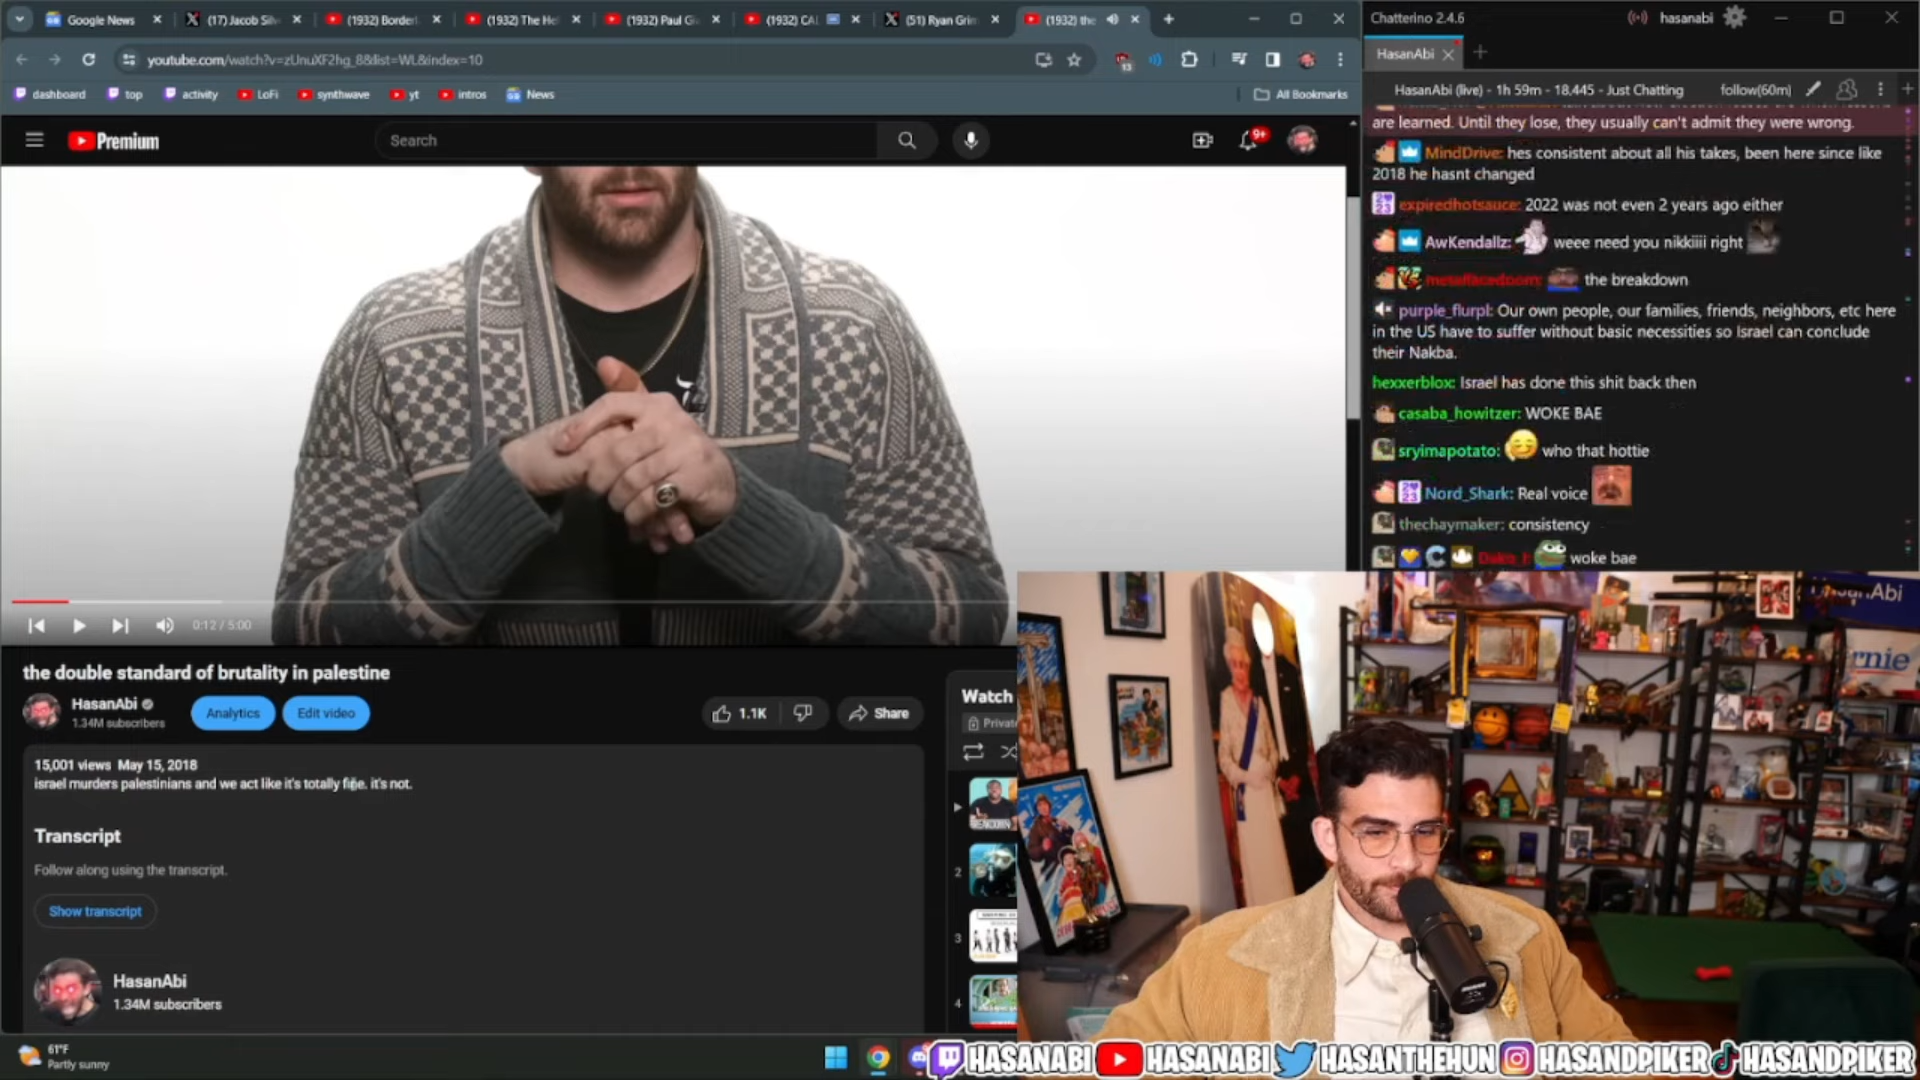 Google News
(17) Jacob Silv
(1932) Border
(1932) The He
(1932) Paul G
(1932) CAL
(51) Ryan Grim
(1932) the
youtube.com/watch?v=zUnuXF2hg_8&list=WL&index=10
13
dashboard
top
activity
LoFi
synthwave
yt
intros
News
All Bookmarks
Premium
Search
9+
0:12 / 5:00
the double standard of brutality in palestine
HasanAbi
1.34M subscribers
Analytics
Edit video
1.1K
Share
15,001 views May 15, 2018
israel murders palestinians and we act like it's totally fine. it's not.
Transcript
Follow along using the transcript.
Show transcript
HasanAbi
1.34M subscribers
Watch
Private
2
3
4
61°F
Partly sunny
Chatterino 2.4.6
hasanabi
HasanAbi
HasanAbi (live) - 1h 59m - 18,445 - Just Chatting
follow(60m)
are learned. Until they lose, they usually can't admit they were wrong.
MindDrive: hes consistent about all his takes, been here since like
2018 he hasnt changed
expiredhotsauce: 2022 was not even 2 years ago either
AwKendallz: weee need you nikkiiii right
metalfacedoom: the breakdown
purple_flurpl: Our own people, our families, friends, neighbors, etc here
in the US have to suffer without basic necessities so Israel can conclude
their Nakba.
hexxerblox: Israel has done this shit back then
casaba_howitzer: WOKE BAE
sryimapotato: who that hottie
Nord_Shark: Real voice
thechaymaker: consistency
woke bae
HasanAbi
ernie
HASANABI
HASANABI
HASANTHEHUN
HASANDPIKER
HASANDPIKER